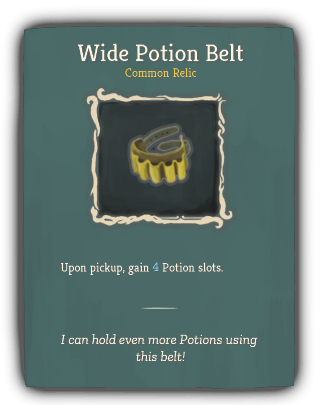 Wide Potion Belt
Common Relic
Upon pickup, gain 4 Potion slots.
I can hold even more Potions using
this belt!